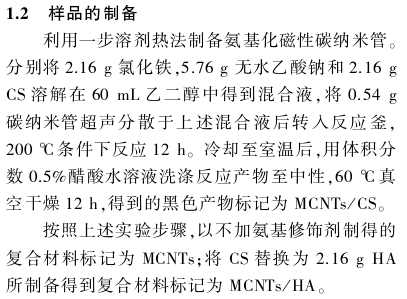 1.2 样品的制备
利用一步溶剂热法制备氨基化磁性碳纳米管。
分别将 2.16 g 氯化铁,5.76 g 无水乙酸钠和 2.16 g
CS 溶解在 60 mL 乙二醇中得到混合液,将 0.54 g
碳纳米管超声分散于上述混合液后转入反应釜,
200 ℃条件下反应 12 h。冷却至室温后,用体积分
数 0.5%醋酸水溶液洗涤反应产物至中性,60 ℃真
空干燥 12 h,得到的黑色产物标记为 MCNTs/CS。
按照上述实验步骤,以不加氨基修饰剂制得的
复合材料标记为 MCNTs;将 CS 替换为 2.16 g HA
所制备得到复合材料标记为 MCNTs/HA。